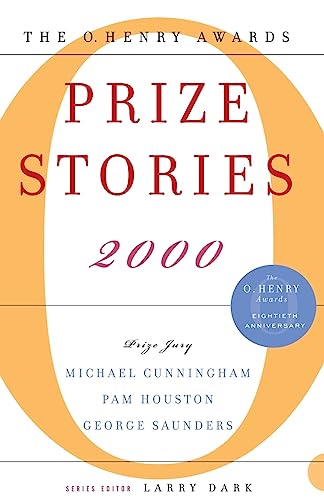 THE O. HENRY AWARDS
PRIZE
STORIES
2000
The
O. HENRY
Awards
EIGHTIETH
ANNIVERSARY
Prize Jury
MICHAEL CUNNINGHAM
PAM HOUSTON
GEORGE SAUNDERS
SERIES EDITOR LARRY DARK